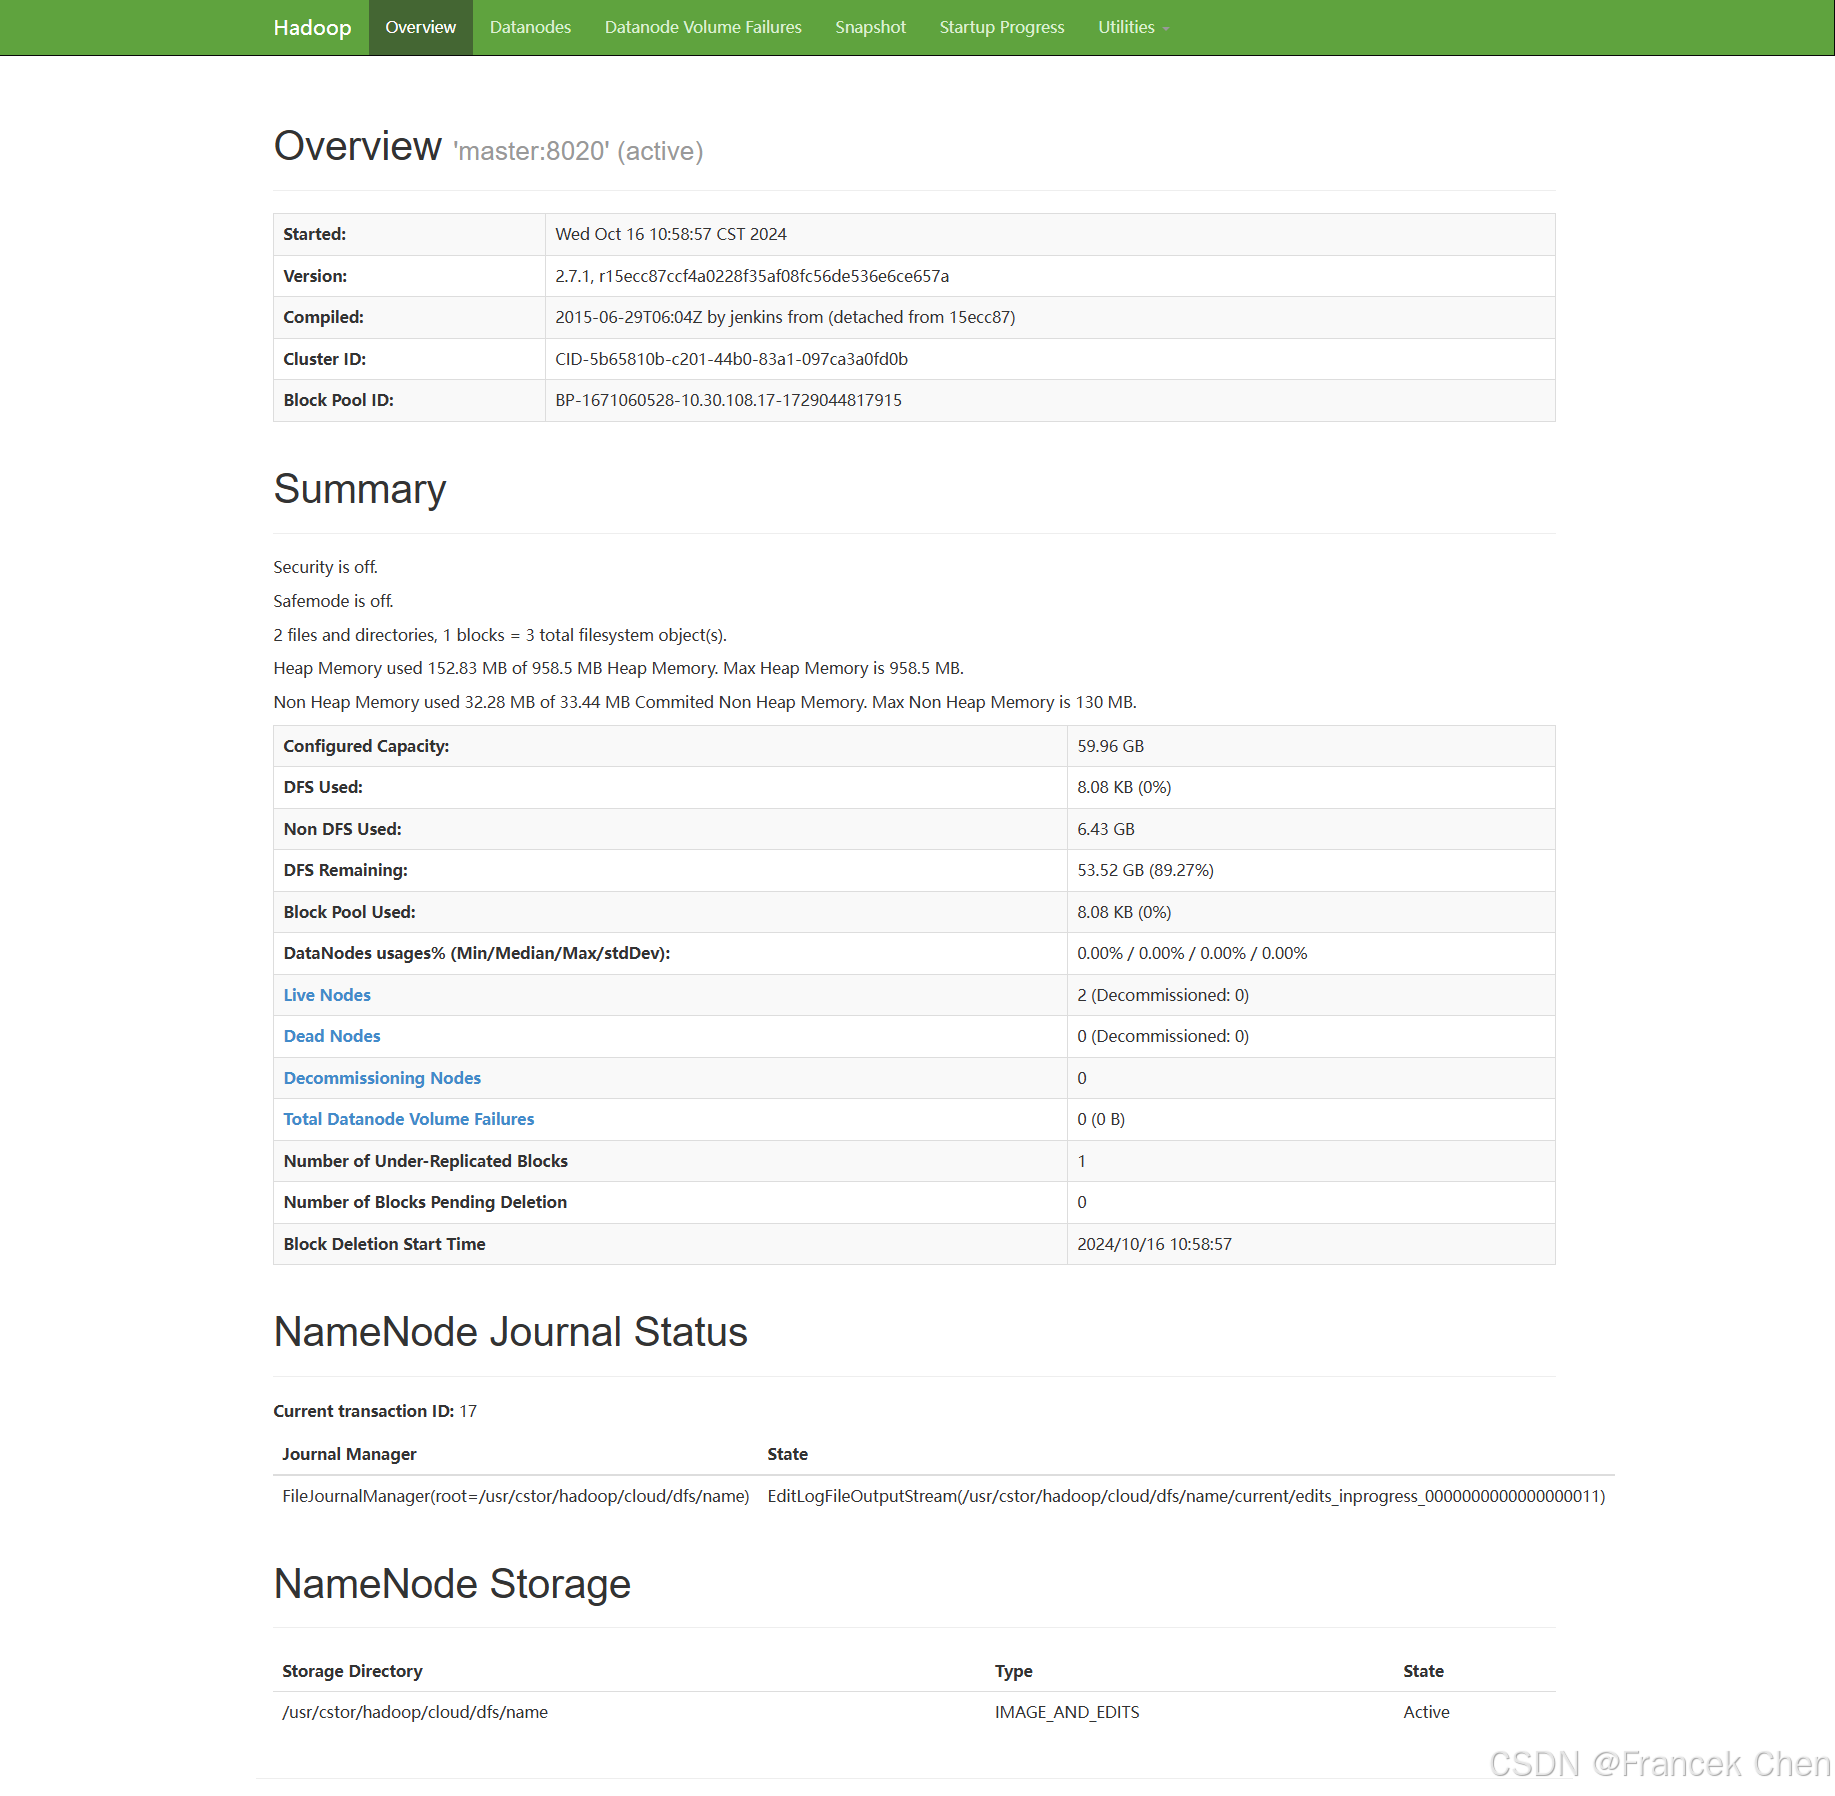 Hadoop Overview Datanodes Datanode Volume Failures Snapshot Startup Progress Utilities
Overview 'master:8020' (active)
Started: Wed Oct 16 10:58:57 CST 2024
Version: 2.7.1, r15ecc87ccf4a0228f35af08fc56de536e6ce657a
Compiled: 2015-06-29T06:04Z by jenkins from (detached from 15ecc87)
Cluster ID: CID-5b65810b-c201-44b0-83a1-097ca3a0fd0b
Block Pool ID: BP-1671060528-10.30.108.17-1729044817915
Summary
Security is off.
Safemode is off.
2 files and directories, 1 blocks = 3 total filesystem object(s).
Heap Memory used 152.83 MB of 958.5 MB Heap Memory. Max Heap Memory is 958.5 MB.
Non Heap Memory used 32.28 MB of 33.44 MB Commited Non Heap Memory. Max Non Heap Memory is 130 MB.
Configured Capacity: 59.96 GB
DFS Used: 8.08 KB (0%)
Non DFS Used: 6.43 GB
DFS Remaining: 53.52 GB (89.27%)
Block Pool Used: 8.08 KB (0%)
DataNodes usages% (Min/Median/Max/stdDev): 0.00% / 0.00% / 0.00% / 0.00%
Live Nodes 2 (Decommissioned: 0)
Dead Nodes 0 (Decommissioned: 0)
Decommissioning Nodes 0
Total Datanode Volume Failures 0 (0 B)
Number of Under-Replicated Blocks 1
Number of Blocks Pending Deletion 0
Block Deletion Start Time 2024/10/16 10:58:57
NameNode Journal Status
Current transaction ID: 17
Journal Manager State
FileJournalManager(root=/usr/cstor/hadoop/cloud/dfs/name) EditLogFileOutputStream(/usr/cstor/hadoop/cloud/dfs/name/current/edits_inprogress_0000000000000000011)
NameNode Storage
Storage Directory Type State
/usr/cstor/hadoop/cloud/dfs/name IMAGE_AND_EDITS Active
CSDN @Francek Chen